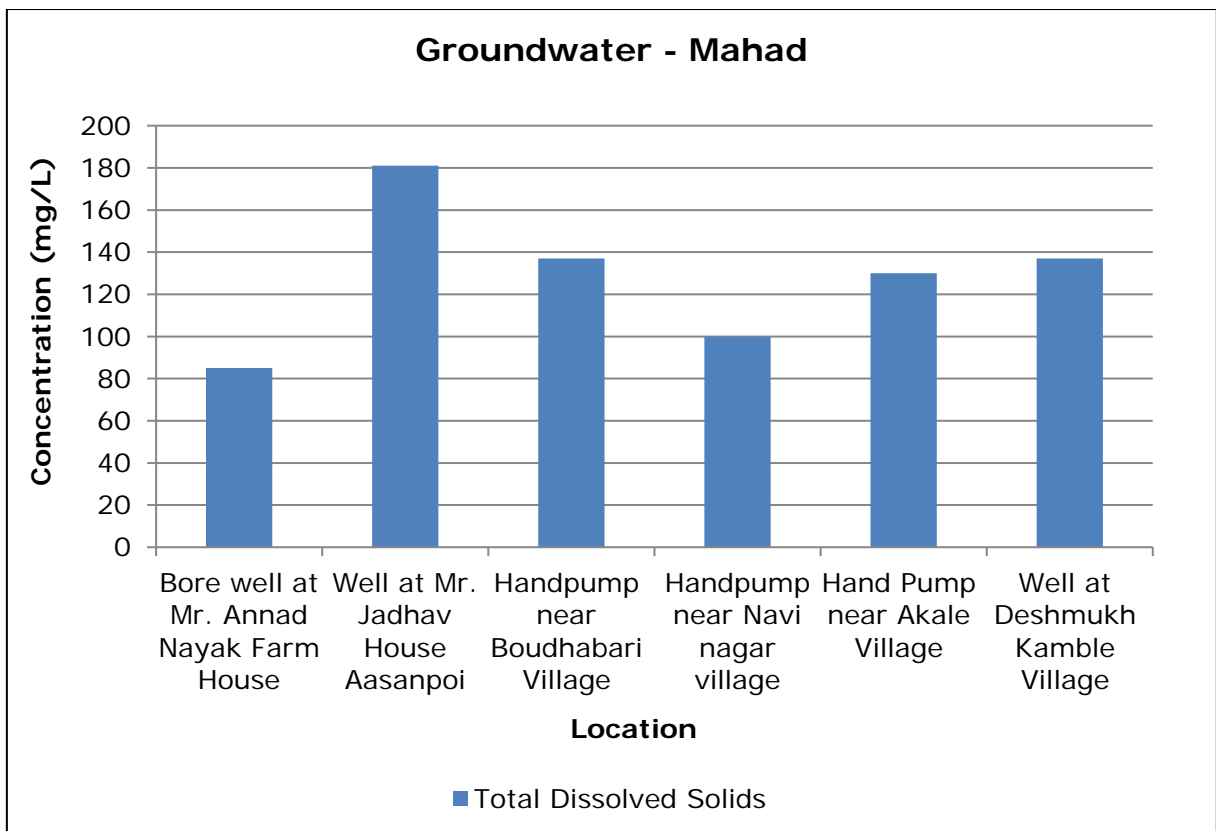 Groundwater - Mahad
Concentration (mg/L)
200
180
160
140
120
100
80
60
40
20
0
Bore well at
Mr. Annad
Nayak Farm
House
Well at Mr.
Jadhav
House
Aasanpoi
Handpump
near
Boudhabari
Village
Handpump
near Navi
nagar
village
Hand Pump
near Akale
Village
Well at
Deshmukh
Kamble
Village
Location
Total Dissolved Solids